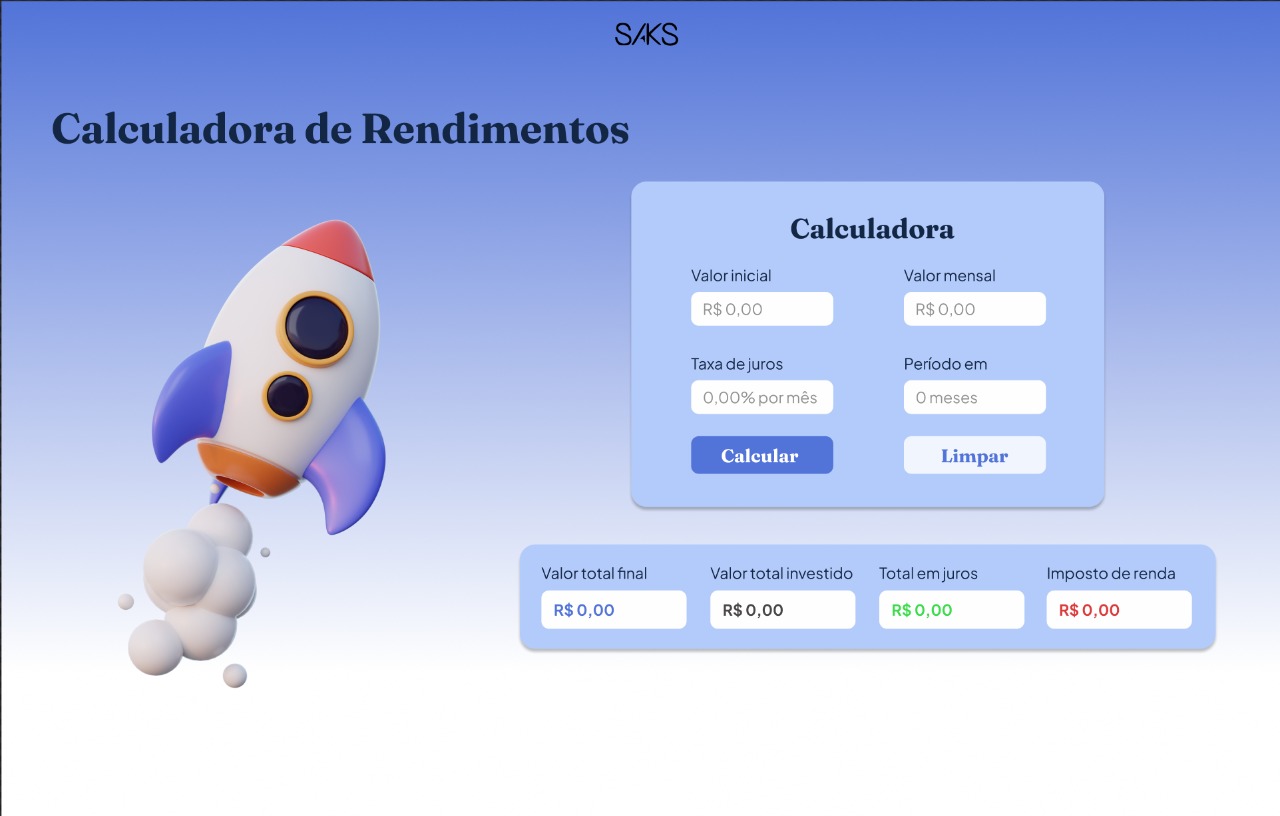 SAKS
Calculadora de Rendimentos
Calculadora
Valor inicial Valor mensal
R$ 0,00 R$ 0,00
Taxa de juros Período em
0,00% por mês 0 meses
Calcular Limpar
Valor total final Valor total investido Total em juros Imposto de renda
R$ 0,00 R$ 0,00 R$ 0,00 R$ 0,00